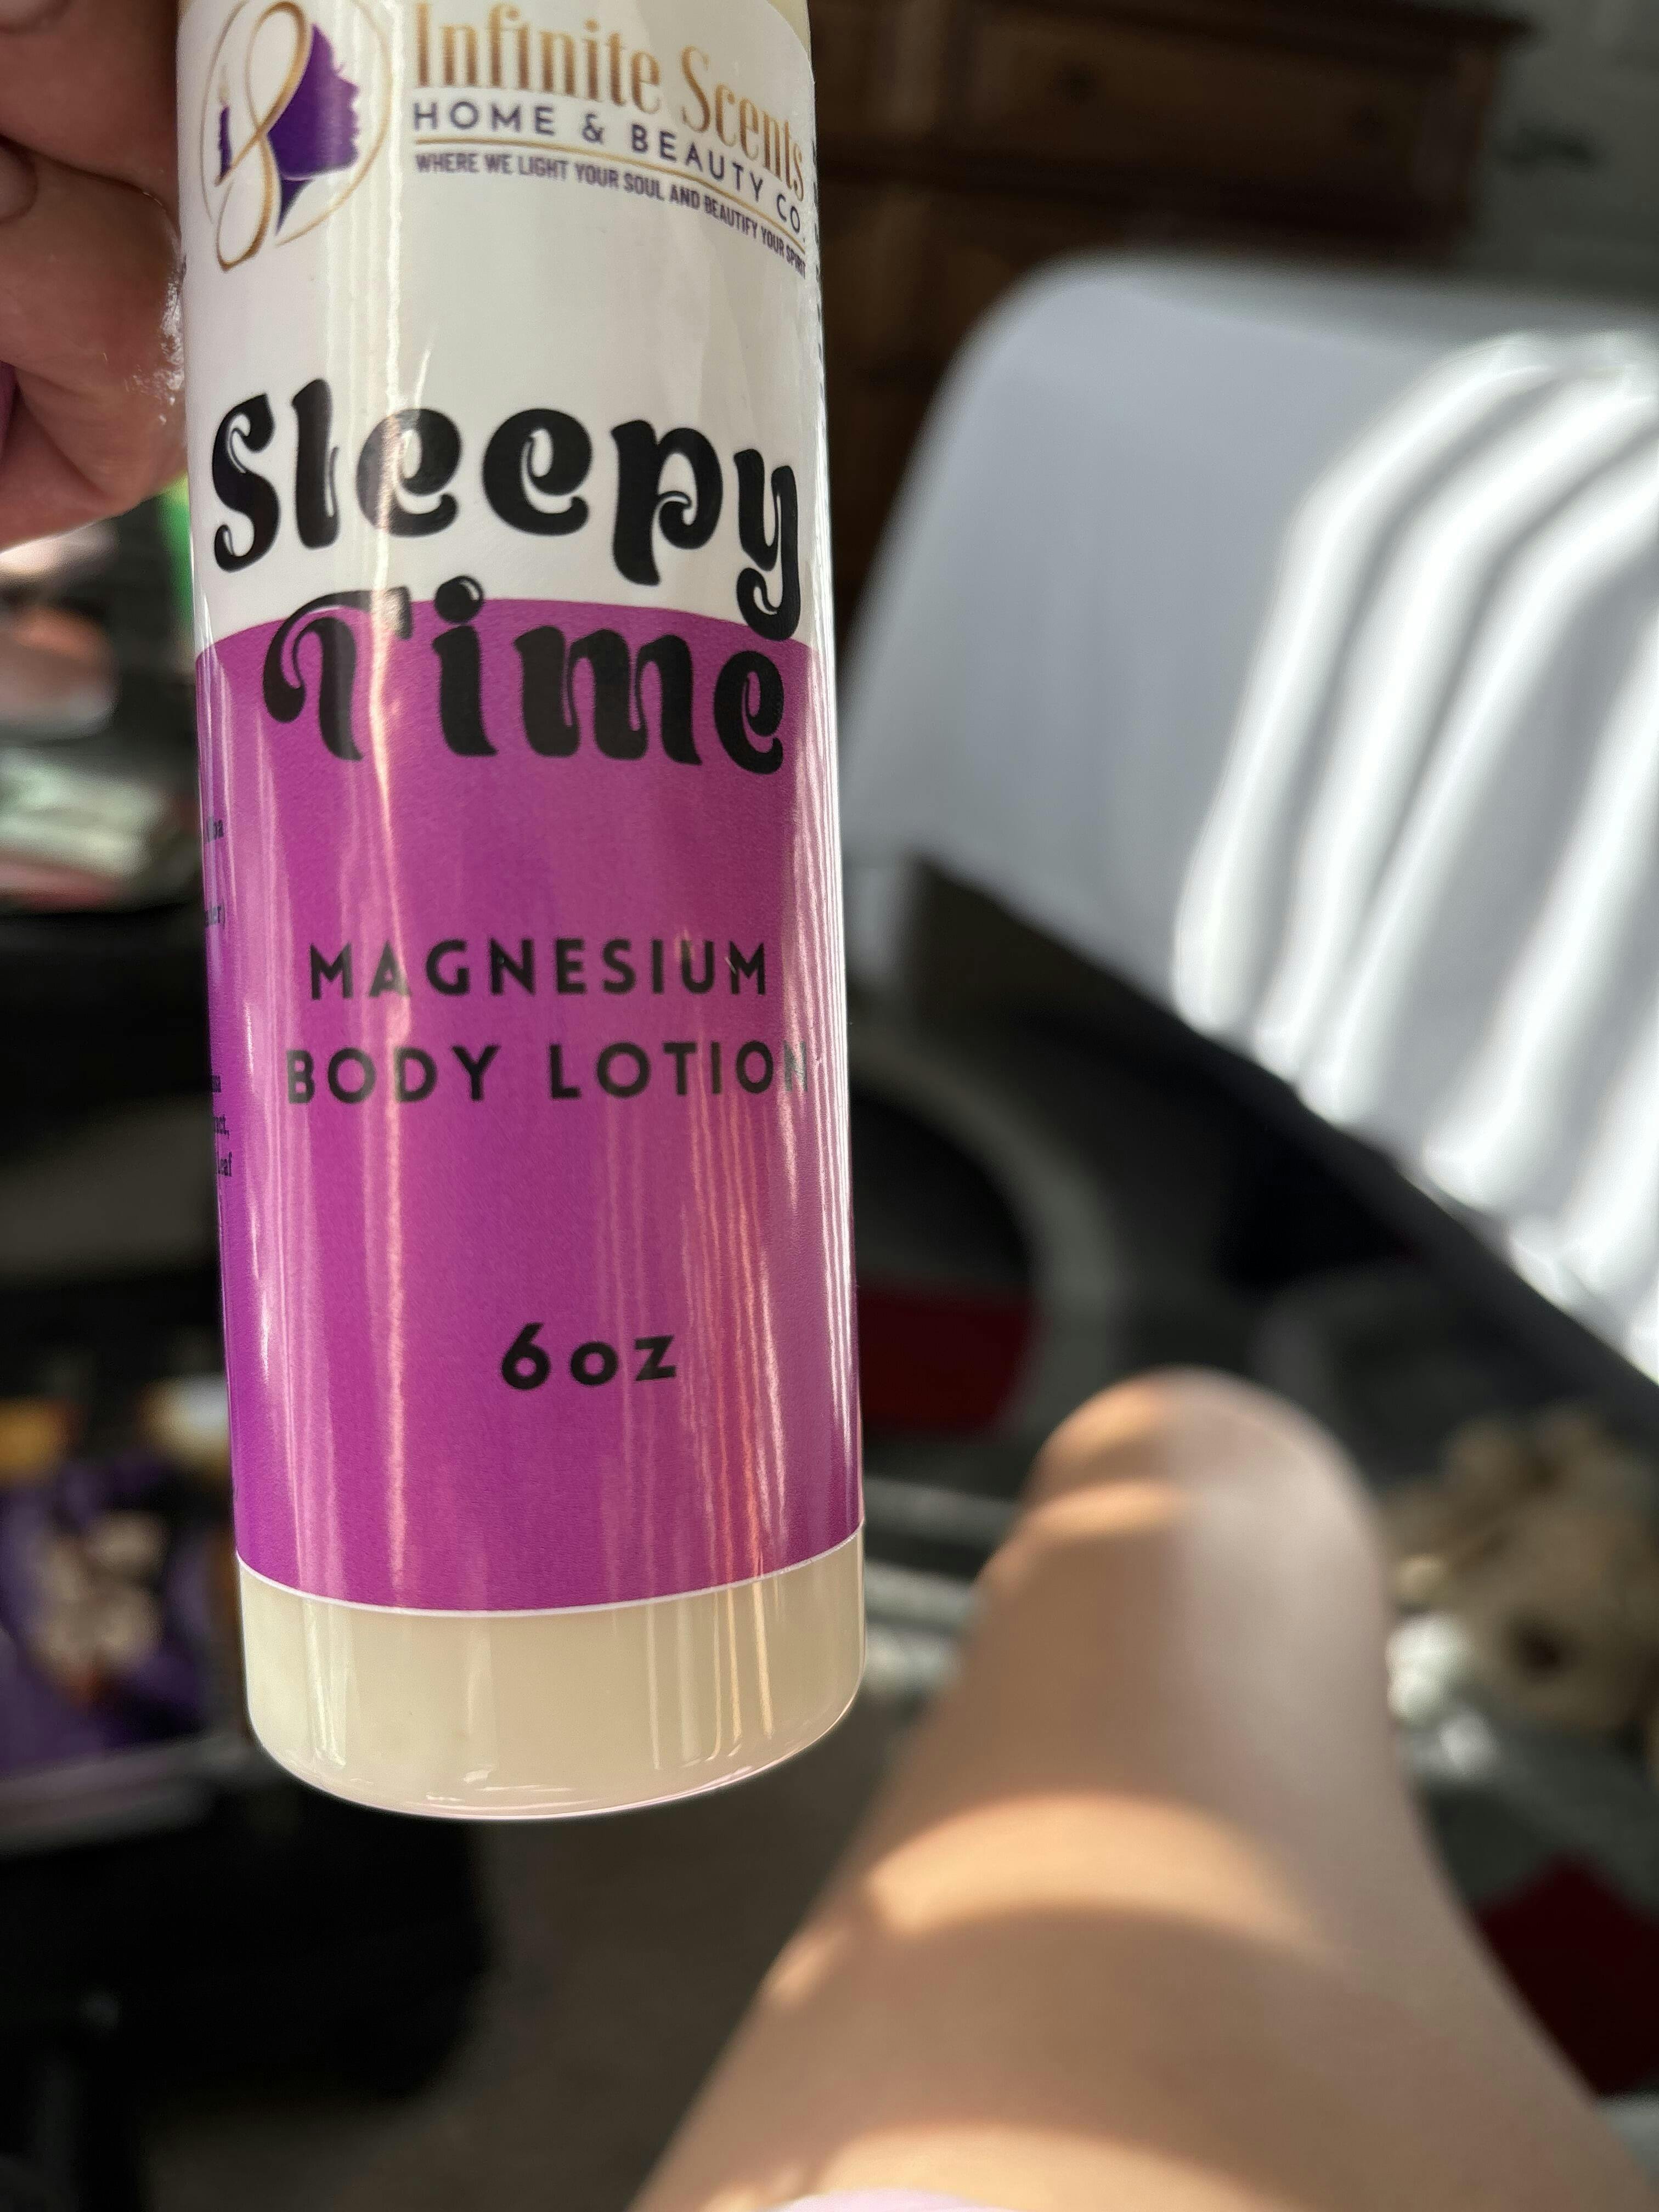 Infinite Scents
HOME & BEAUTY CO.
WHERE WE LIGHT YOUR SOUL AND BEAUTIFY YOUR SPIRIT
Sleepy
Time
MAGNESIUM
BODY LOTION
6oz